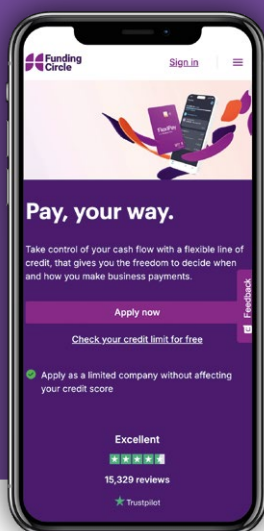 Funding
Circle
Sign in
FlexiPay
Pay, your way.
Take control of your cash flow with a flexible line of
credit, that gives you the freedom to decide when
and how you make business payments.
Feedback
Apply now
Check your credit limit for free
Apply as a limited company without affecting
your credit score
Excellent
15,329 reviews
Trustpilot